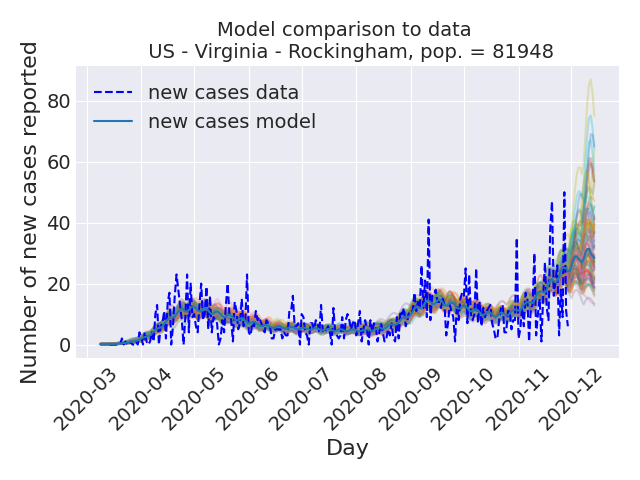 Model comparison to data
US - Virginia - Rockingham, pop. = 81948
Number of new cases reported
80
60
40
20
0
new cases data
new cases model
2020-03
2020-04
2020-05
2020-06
2020-07
2020-08
2020-09
2020-10
2020-11
2020-12
Day